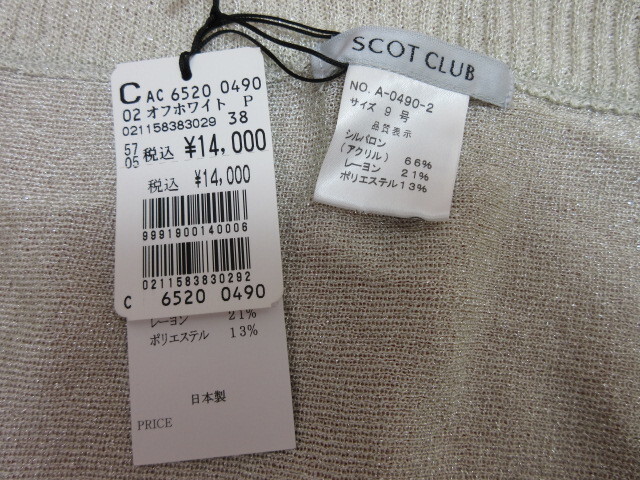 C AC 6520 0490
02 オフホワイト P
021158383029 38
57
05 税込 ¥14,000
税込 ¥14,000
9991900140006
0211583830292
C 6520 0490
レーヨン 21%
ポリエステル 13%
日本製
PRICE
SCOT CLUB
NO. A-0490-2
サイズ 9 号
品質表示
シルパロン
(アクリル) 66%
レーヨン 21%
ポリエステル 13%